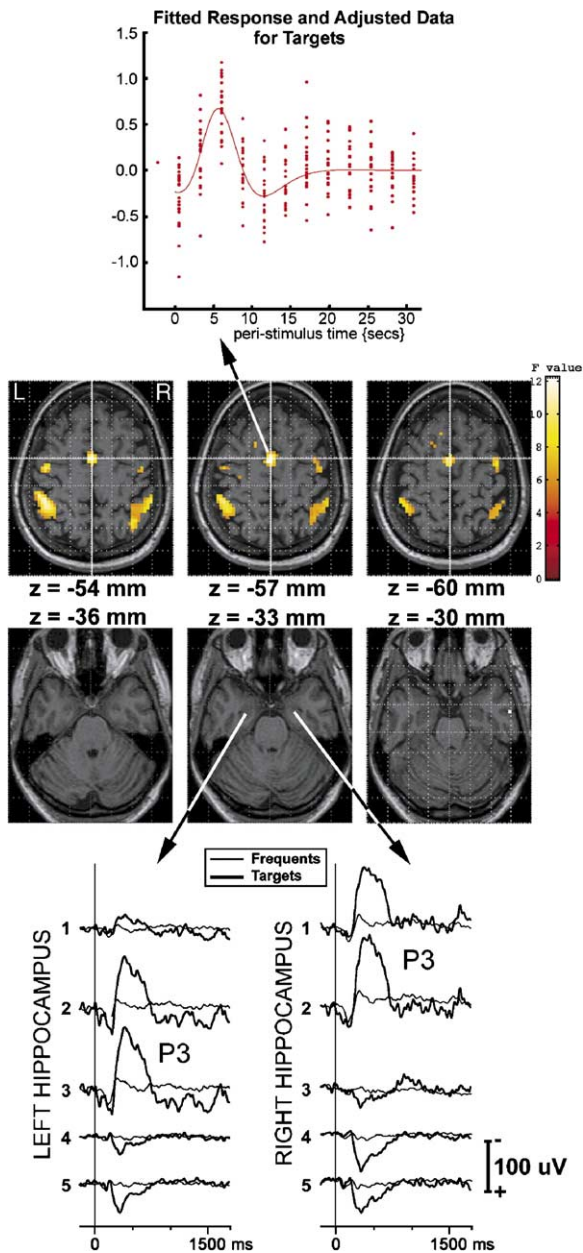 Fitted Response and Adjusted Data
for Targets
1.5
1.0
0.5
0.0
-0.5
-1.0
0 5 10 15 20 25 30
peri-stimulus time {secs}
F value
L R
12
10
8
6
4
2
0
z = -54 mm z = -57 mm z = -60 mm
z = -36 mm z = -33 mm z = -30 mm
Frequents
Targets
LEFT HIPPOCAMPUS
1
2
P3
3
4
5
0 1500 ms
RIGHT HIPPOCAMPUS
1
P3
2
3
4
5
-
100 uV
+
0 1500 ms